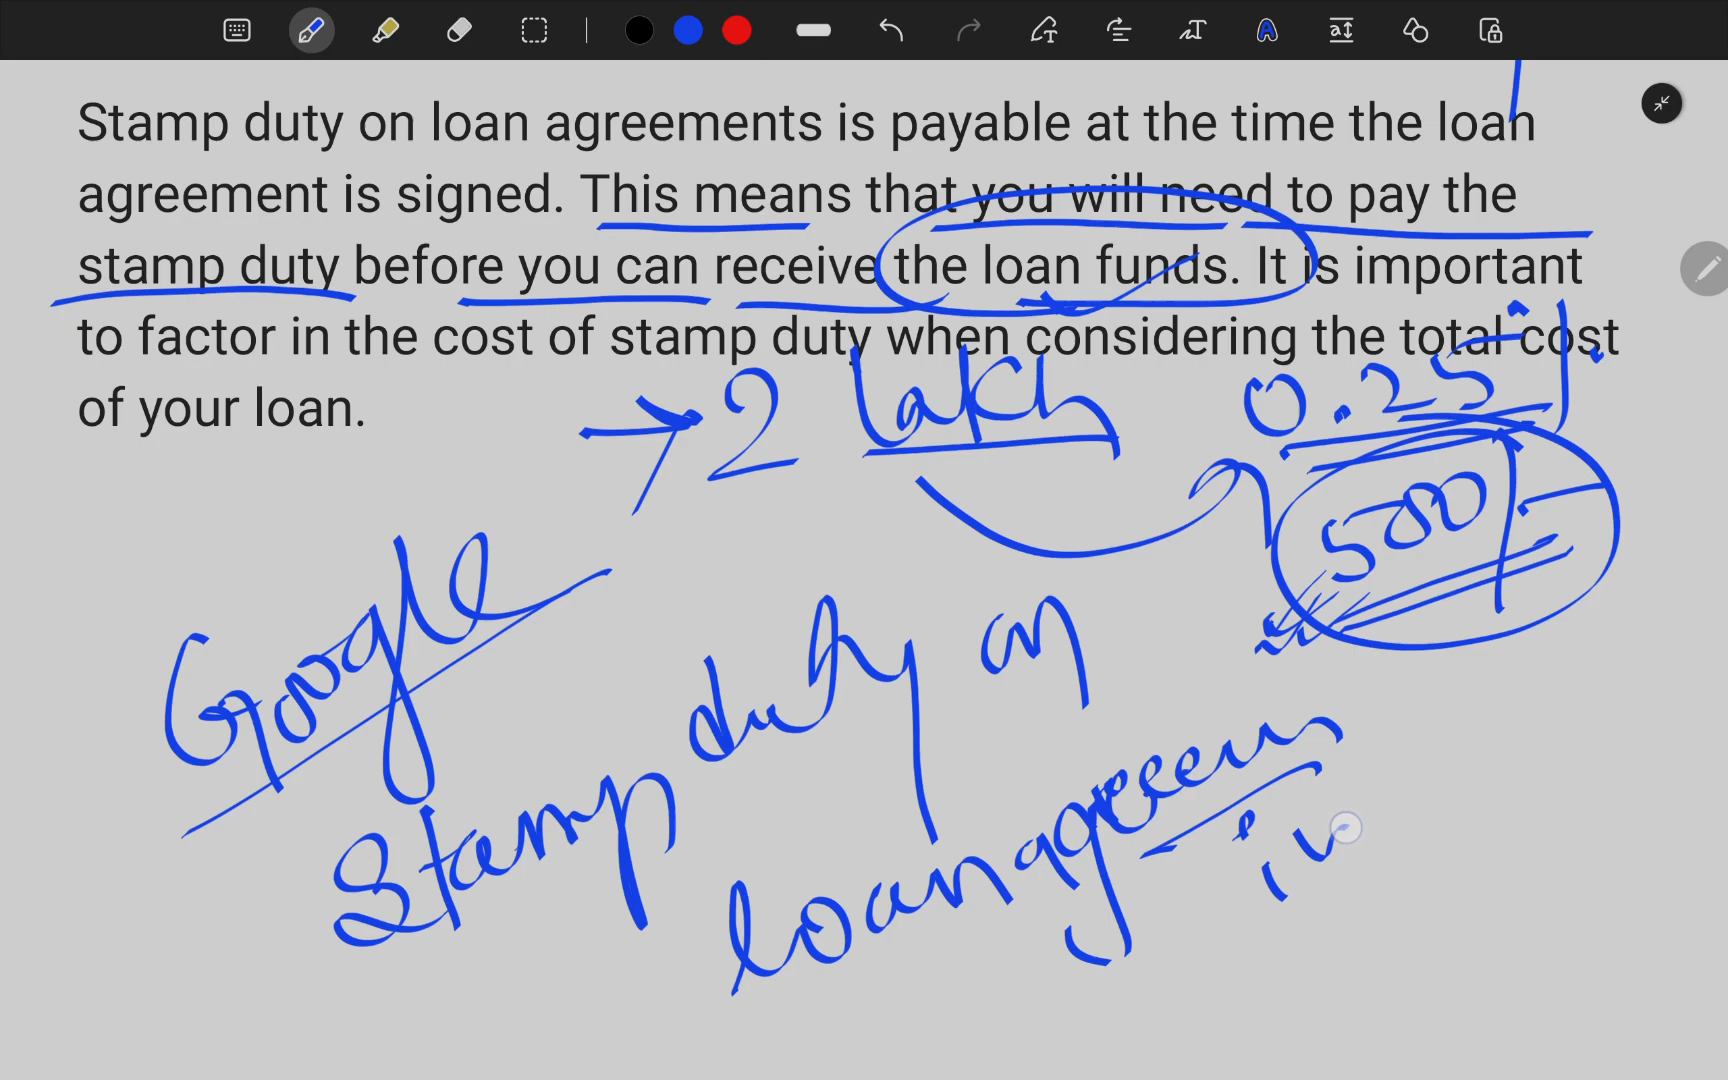 Stamp duty on loan agreements is payable at the time the loan
agreement is signed. This means that you will need to pay the
stamp duty before you can receive the loan funds. It is important
to factor in the cost of stamp duty when considering the total cost
of your loan.
→ 2 lakh 0.25%
500/-
Google
Stamp duty on
loan agreem
in